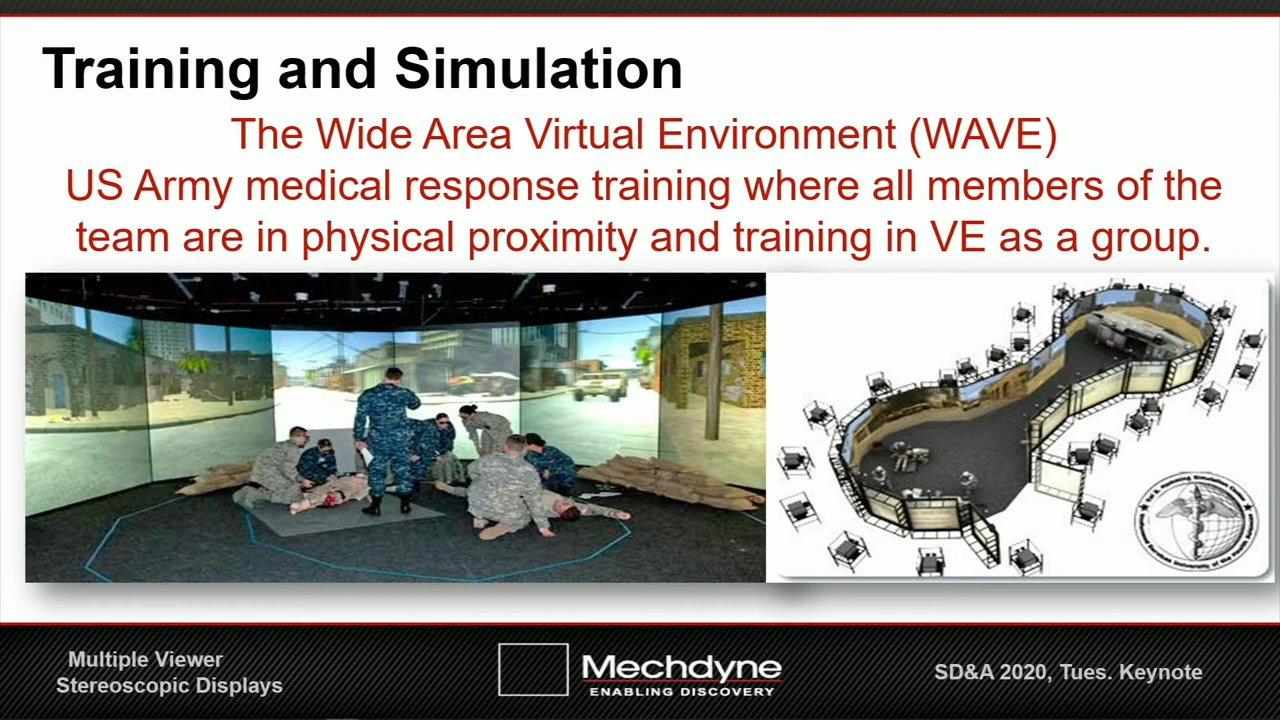 Training and Simulation
The Wide Area Virtual Environment (WAVE)
US Army medical response training where all members of the
team are in physical proximity and training in VE as a group.
Multiple Viewer
Stereoscopic Displays
Mechdyne
ENABLING DISCOVERY
SD&A 2020, Tues. Keynote